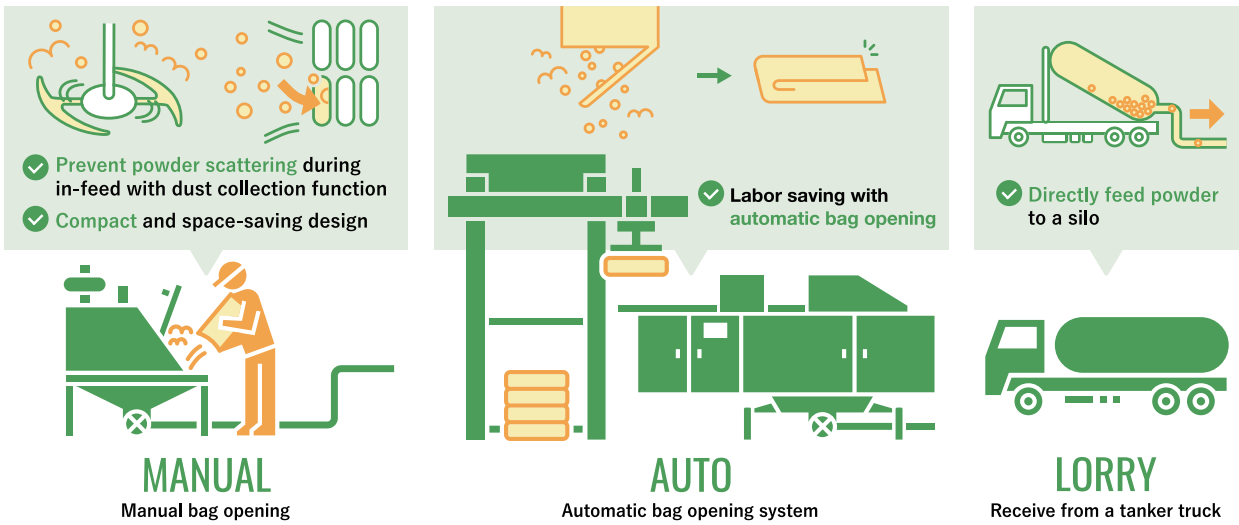 Prevent powder scattering during
in-feed with dust collection function
Compact and space-saving design
MANUAL
Manual bag opening
Labor saving with
automatic bag opening
AUTO
Automatic bag opening system
Directly feed powder
to a silo
LORRY
Receive from a tanker truck